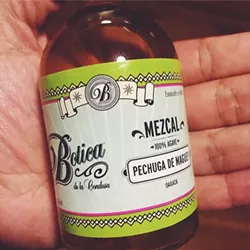 B
Botica
de la Condesa
MEZCAL
100% AGAVE
PECHUGA DE MAGUEY
OAXACA